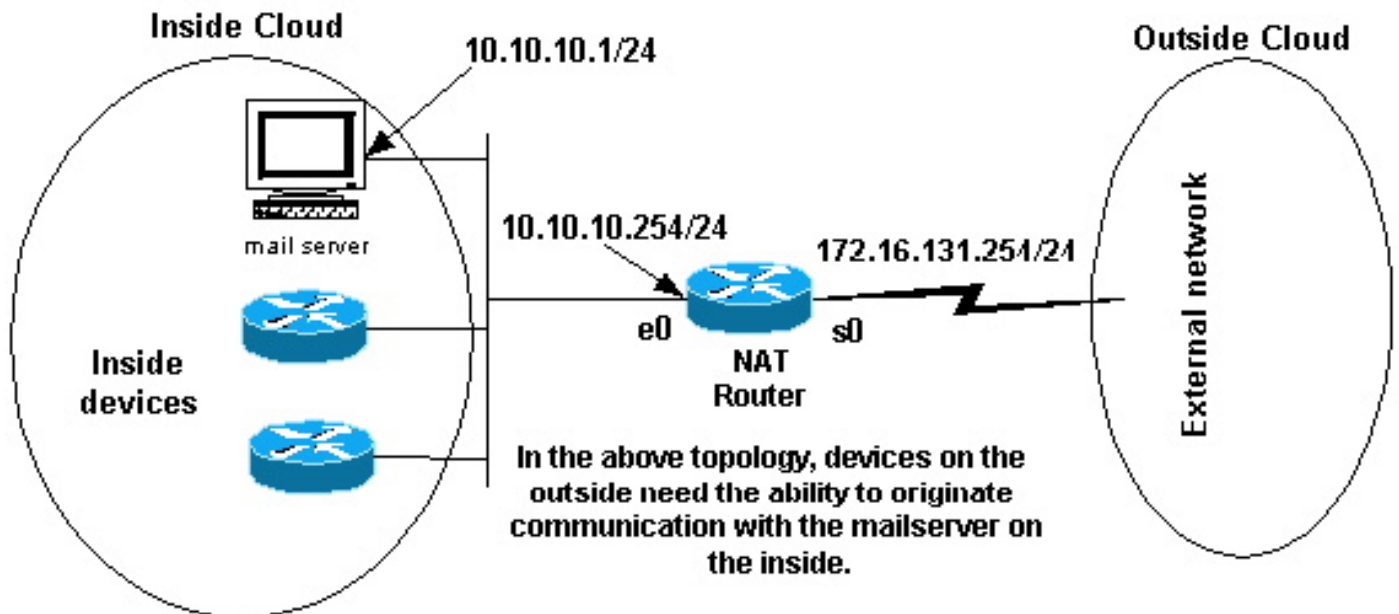 Inside Cloud
10.10.10.1/24
Outside Cloud
mail server
10.10.10.254/24
172.16.131.254/24
e0
s0
NAT
Router
Inside
devices
External network
In the above topology, devices on the
outside need the ability to originate
communication with the mailserver on
the inside.